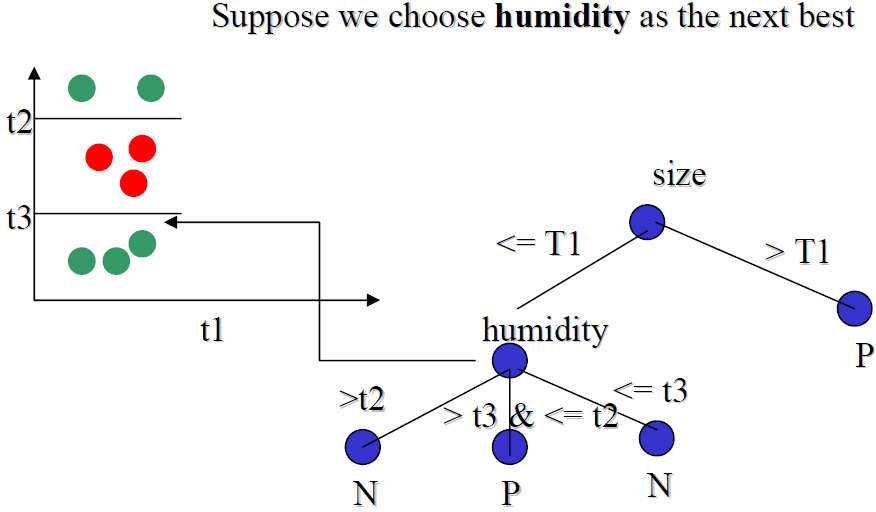 Suppose we choose humidity as the next best
t2
t3
t1
size
<= T1
> T1
P
humidity
>t2
> t3 & <= t2
<= t3
N
P
N